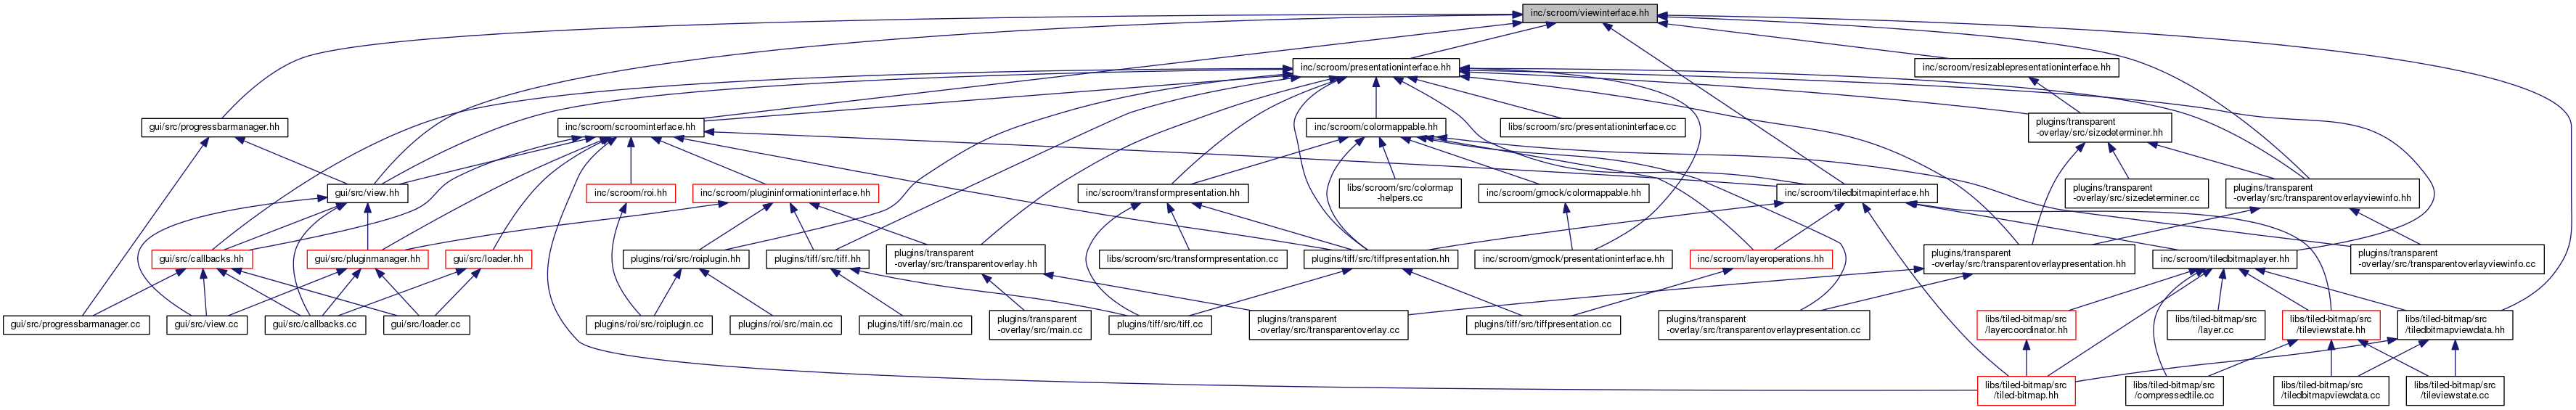 inc/scroom/viewinterface.hh
inc/scroom/presentationinterface.hh
inc/scroom/resizablepresentationinterface.hh
gui/src/progressbarmanager.hh
inc/scroom/scroominterface.hh
inc/scroom/colormappable.hh
libs/scroom/src/presentationinterface.cc
plugins/transparent
-overlay/src/sizedeterminer.hh
gui/src/view.hh
inc/scroom/roi.hh
inc/scroom/plugininformationinterface.hh
inc/scroom/transformpresentation.hh
libs/scroom/src/colormap
-helpers.cc
inc/scroom/gmock/colormappable.hh
inc/scroom/tiledbitmapinterface.hh
plugins/transparent
-overlay/src/sizedeterminer.cc
plugins/transparent
-overlay/src/transparentoverlayviewinfo.hh
gui/src/callbacks.hh
gui/src/pluginmanager.hh
gui/src/loader.hh
plugins/roi/src/roiplugin.hh
plugins/tiff/src/tiff.hh
plugins/transparent
-overlay/src/transparentoverlay.hh
libs/scroom/src/transformpresentation.cc
plugins/tiff/src/tiffpresentation.hh
inc/scroom/gmock/presentationinterface.hh
inc/scroom/layeroperations.hh
plugins/transparent
-overlay/src/transparentoverlaypresentation.hh
inc/scroom/tiledbitmaplayer.hh
plugins/transparent
-overlay/src/transparentoverlayviewinfo.cc
gui/src/progressbarmanager.cc
gui/src/view.cc
gui/src/callbacks.cc
gui/src/loader.cc
plugins/roi/src/roiplugin.cc
plugins/roi/src/main.cc
plugins/tiff/src/main.cc
plugins/transparent
-overlay/src/main.cc
plugins/tiff/src/tiff.cc
plugins/transparent
-overlay/src/transparentoverlay.cc
plugins/tiff/src/tiffpresentation.cc
plugins/transparent
-overlay/src/transparentoverlaypresentation.cc
libs/tiled-bitmap/src
/layercoordinator.hh
libs/tiled-bitmap/src
/layer.cc
libs/tiled-bitmap/src
/tileviewstate.hh
libs/tiled-bitmap/src
/tiledbitmapviewdata.hh
libs/tiled-bitmap/src
/tiled-bitmap.hh
libs/tiled-bitmap/src
/compressedtile.cc
libs/tiled-bitmap/src
/tiledbitmapviewdata.cc
libs/tiled-bitmap/src
/tileviewstate.cc